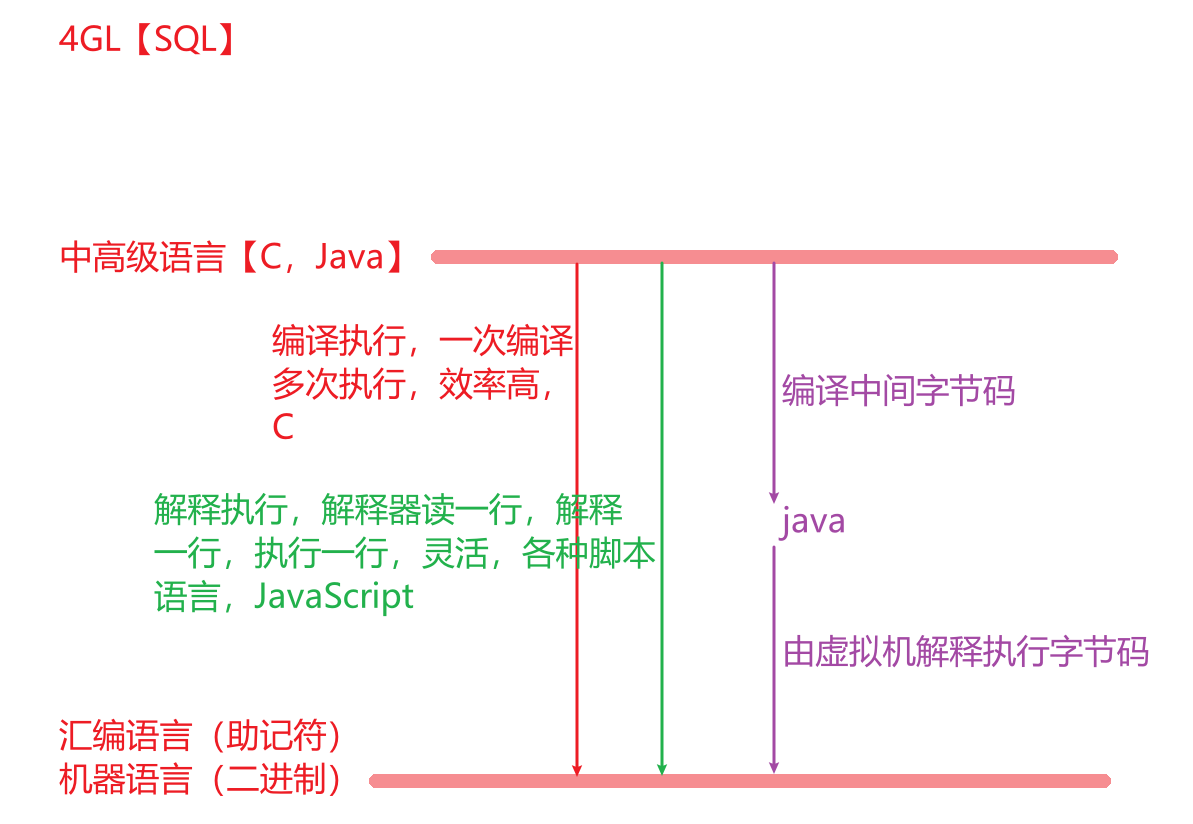 4GL【SQL】
中高级语言【C，Java】
编译执行，一次编译
多次执行，效率高，
C
编译中间字节码
解释执行，解释器读一行，解释
一行，执行一行，灵活，各种脚本
语言，JavaScript
java
由虚拟机解释执行字节码
汇编语言（助记符）
机器语言（二进制）